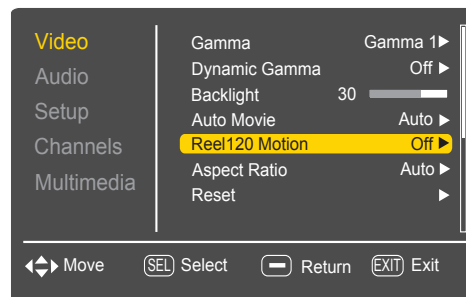 Video
Audio
Setup
Channels
Multimedia
Gamma Gamma 1▶
Dynamic Gamma Off ▶
Backlight 30
Auto Movie Auto ▶
Reel120 Motion Off ▶
Aspect Ratio Auto ▶
Reset ▶
Move SEL Select Return EXIT Exit